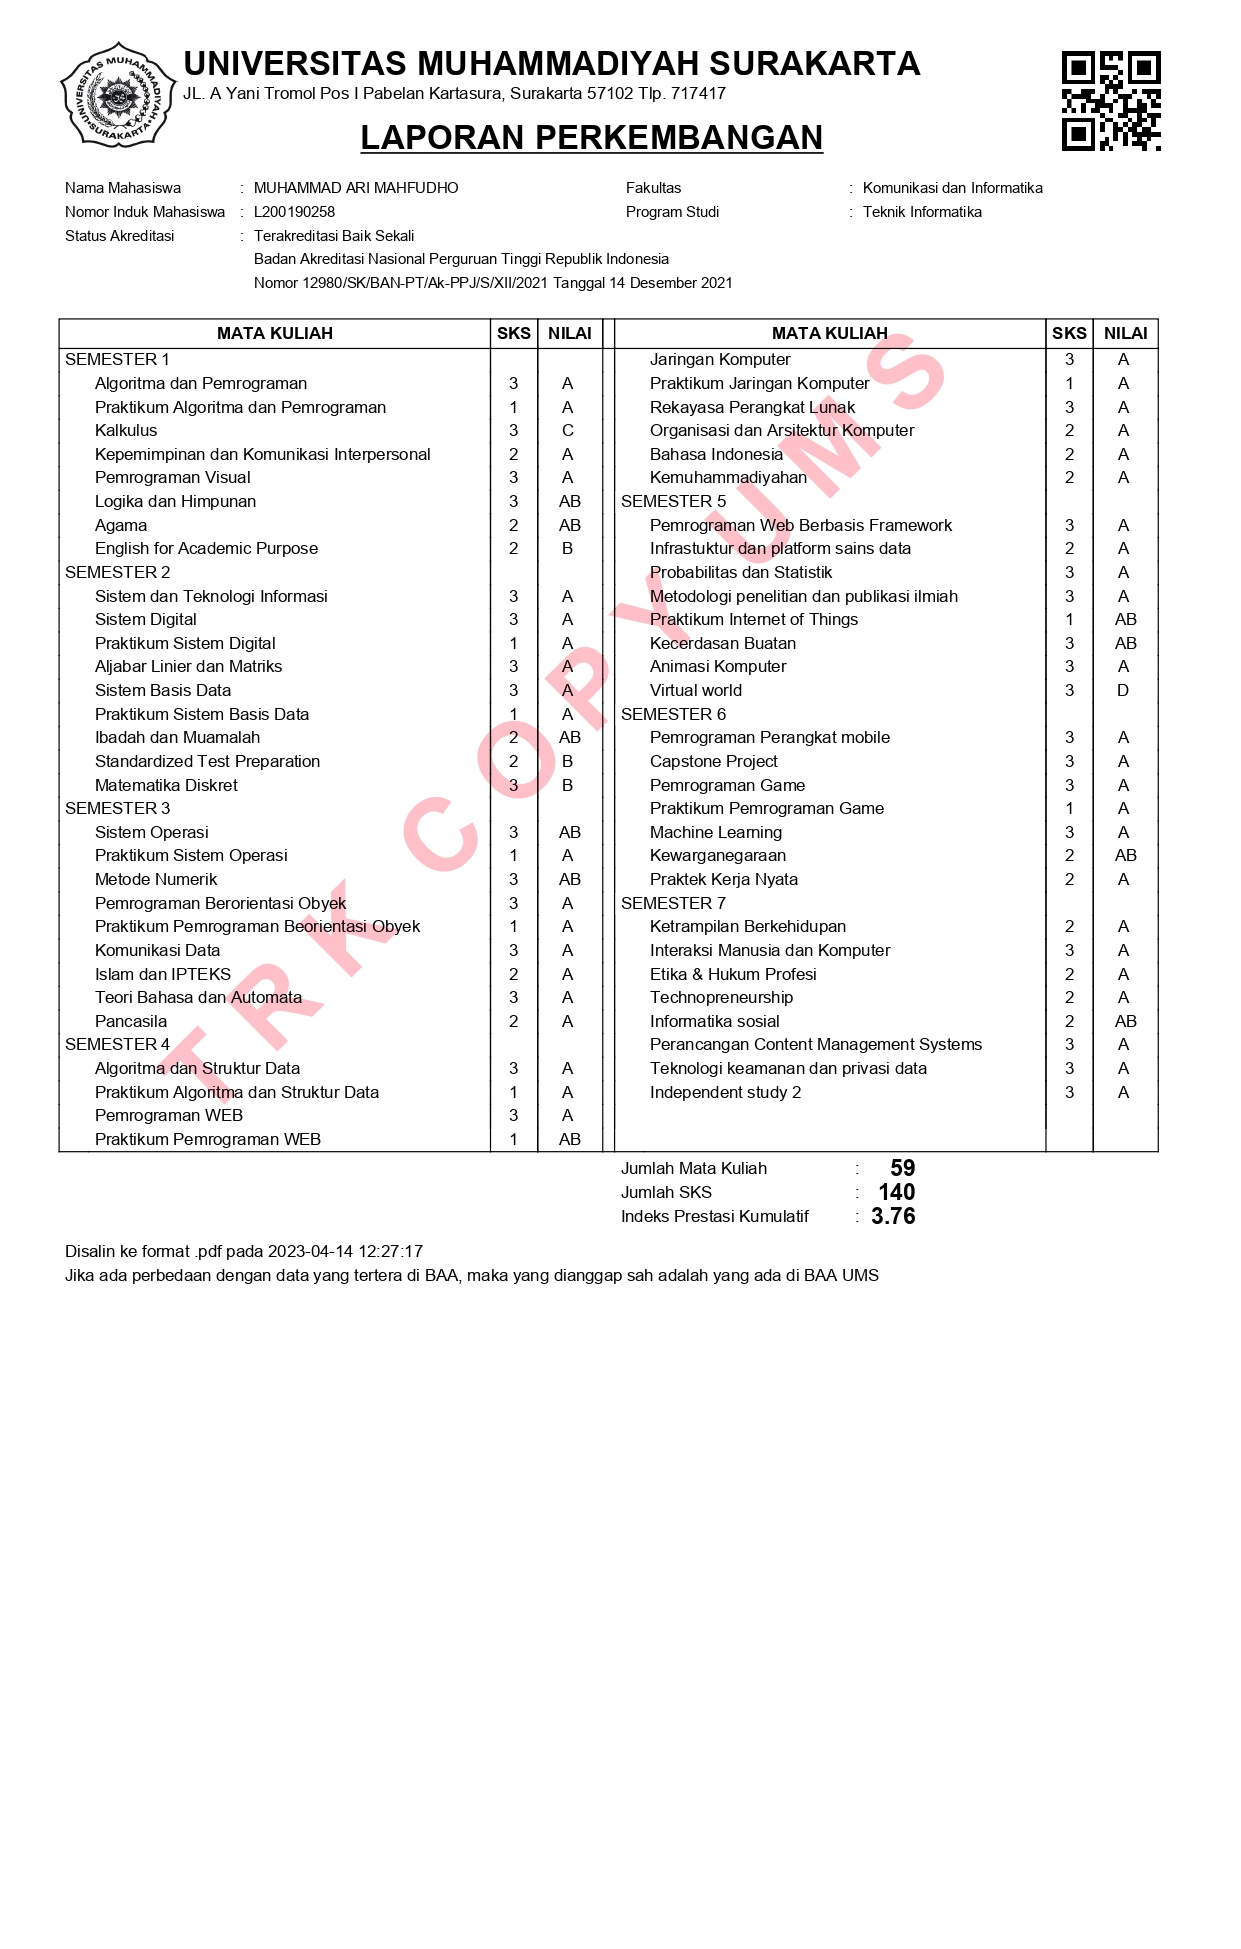 UNIVERSITAS MUHAMMADIYAH SURAKARTA
UNIVERSITAS MUHAMMADIYAH
SURAKARTA
JL. A Yani Tromol Pos I Pabelan Kartasura, Surakarta 57102 Tlp. 717417
LAPORAN PERKEMBANGAN
Nama Mahasiswa : MUHAMMAD ARI MAHFUDHO Fakultas : Komunikasi dan Informatika
Nomor Induk Mahasiswa : L200190258 Program Studi : Teknik Informatika
Status Akreditasi : Terakreditasi Baik Sekali
Badan Akreditasi Nasional Perguruan Tinggi Republik Indonesia
Nomor 12980/SK/BAN-PT/Ak-PPJ/S/XII/2021 Tanggal 14 Desember 2021
MATA KULIAH SKS NILAI
SEMESTER 1
Algoritma dan Pemrograman 3 A
Praktikum Algoritma dan Pemrograman 1 A
Kalkulus 3 C
Kepemimpinan dan Komunikasi Interpersonal 2 A
Pemrograman Visual 3 A
Logika dan Himpunan 3 AB
Agama 2 AB
English for Academic Purpose 2 B
SEMESTER 2
Sistem dan Teknologi Informasi 3 A
Sistem Digital 3 A
Praktikum Sistem Digital 1 A
Aljabar Linier dan Matriks 3 A
Sistem Basis Data 3 A
Praktikum Sistem Basis Data 1 A
Ibadah dan Muamalah 2 AB
Standardized Test Preparation 2 B
Matematika Diskret 3 B
SEMESTER 3
Sistem Operasi 3 AB
Praktikum Sistem Operasi 1 A
Metode Numerik 3 AB
Pemrograman Berorientasi Obyek 3 A
Praktikum Pemrograman Beorientasi Obyek 1 A
Komunikasi Data 3 A
Islam dan IPTEKS 2 A
Teori Bahasa dan Automata 3 A
Pancasila 2 A
SEMESTER 4
Algoritma dan Struktur Data 3 A
Praktikum Algoritma dan Struktur Data 1 A
Pemrograman WEB 3 A
Praktikum Pemrograman WEB 1 AB
MATA KULIAH SKS NILAI
Jaringan Komputer 3 A
Praktikum Jaringan Komputer 1 A
Rekayasa Perangkat Lunak 3 A
Organisasi dan Arsitektur Komputer 2 A
Bahasa Indonesia 2 A
Kemuhammadiyahan 2 A
SEMESTER 5
Pemrograman Web Berbasis Framework 3 A
Infrastuktur dan platform sains data 2 A
Probabilitas dan Statistik 3 A
Metodologi penelitian dan publikasi ilmiah 3 A
Praktikum Internet of Things 1 AB
Kecerdasan Buatan 3 AB
Animasi Komputer 3 A
Virtual world 3 D
SEMESTER 6
Pemrograman Perangkat mobile 3 A
Capstone Project 3 A
Pemrograman Game 3 A
Praktikum Pemrograman Game 1 A
Machine Learning 3 A
Kewarganegaraan 2 AB
Praktek Kerja Nyata 2 A
SEMESTER 7
Ketrampilan Berkehidupan 2 A
Interaksi Manusia dan Komputer 3 A
Etika & Hukum Profesi 2 A
Technopreneurship 2 A
Informatika sosial 2 AB
Perancangan Content Management Systems 3 A
Teknologi keamanan dan privasi data 3 A
Independent study 2 3 A
TRK COPY UMS
Jumlah Mata Kuliah : 59
Jumlah SKS : 140
Indeks Prestasi Kumulatif : 3.76
Disalin ke format .pdf pada 2023-04-14 12:27:17
Jika ada perbedaan dengan data yang tertera di BAA, maka yang dianggap sah adalah yang ada di BAA UMS